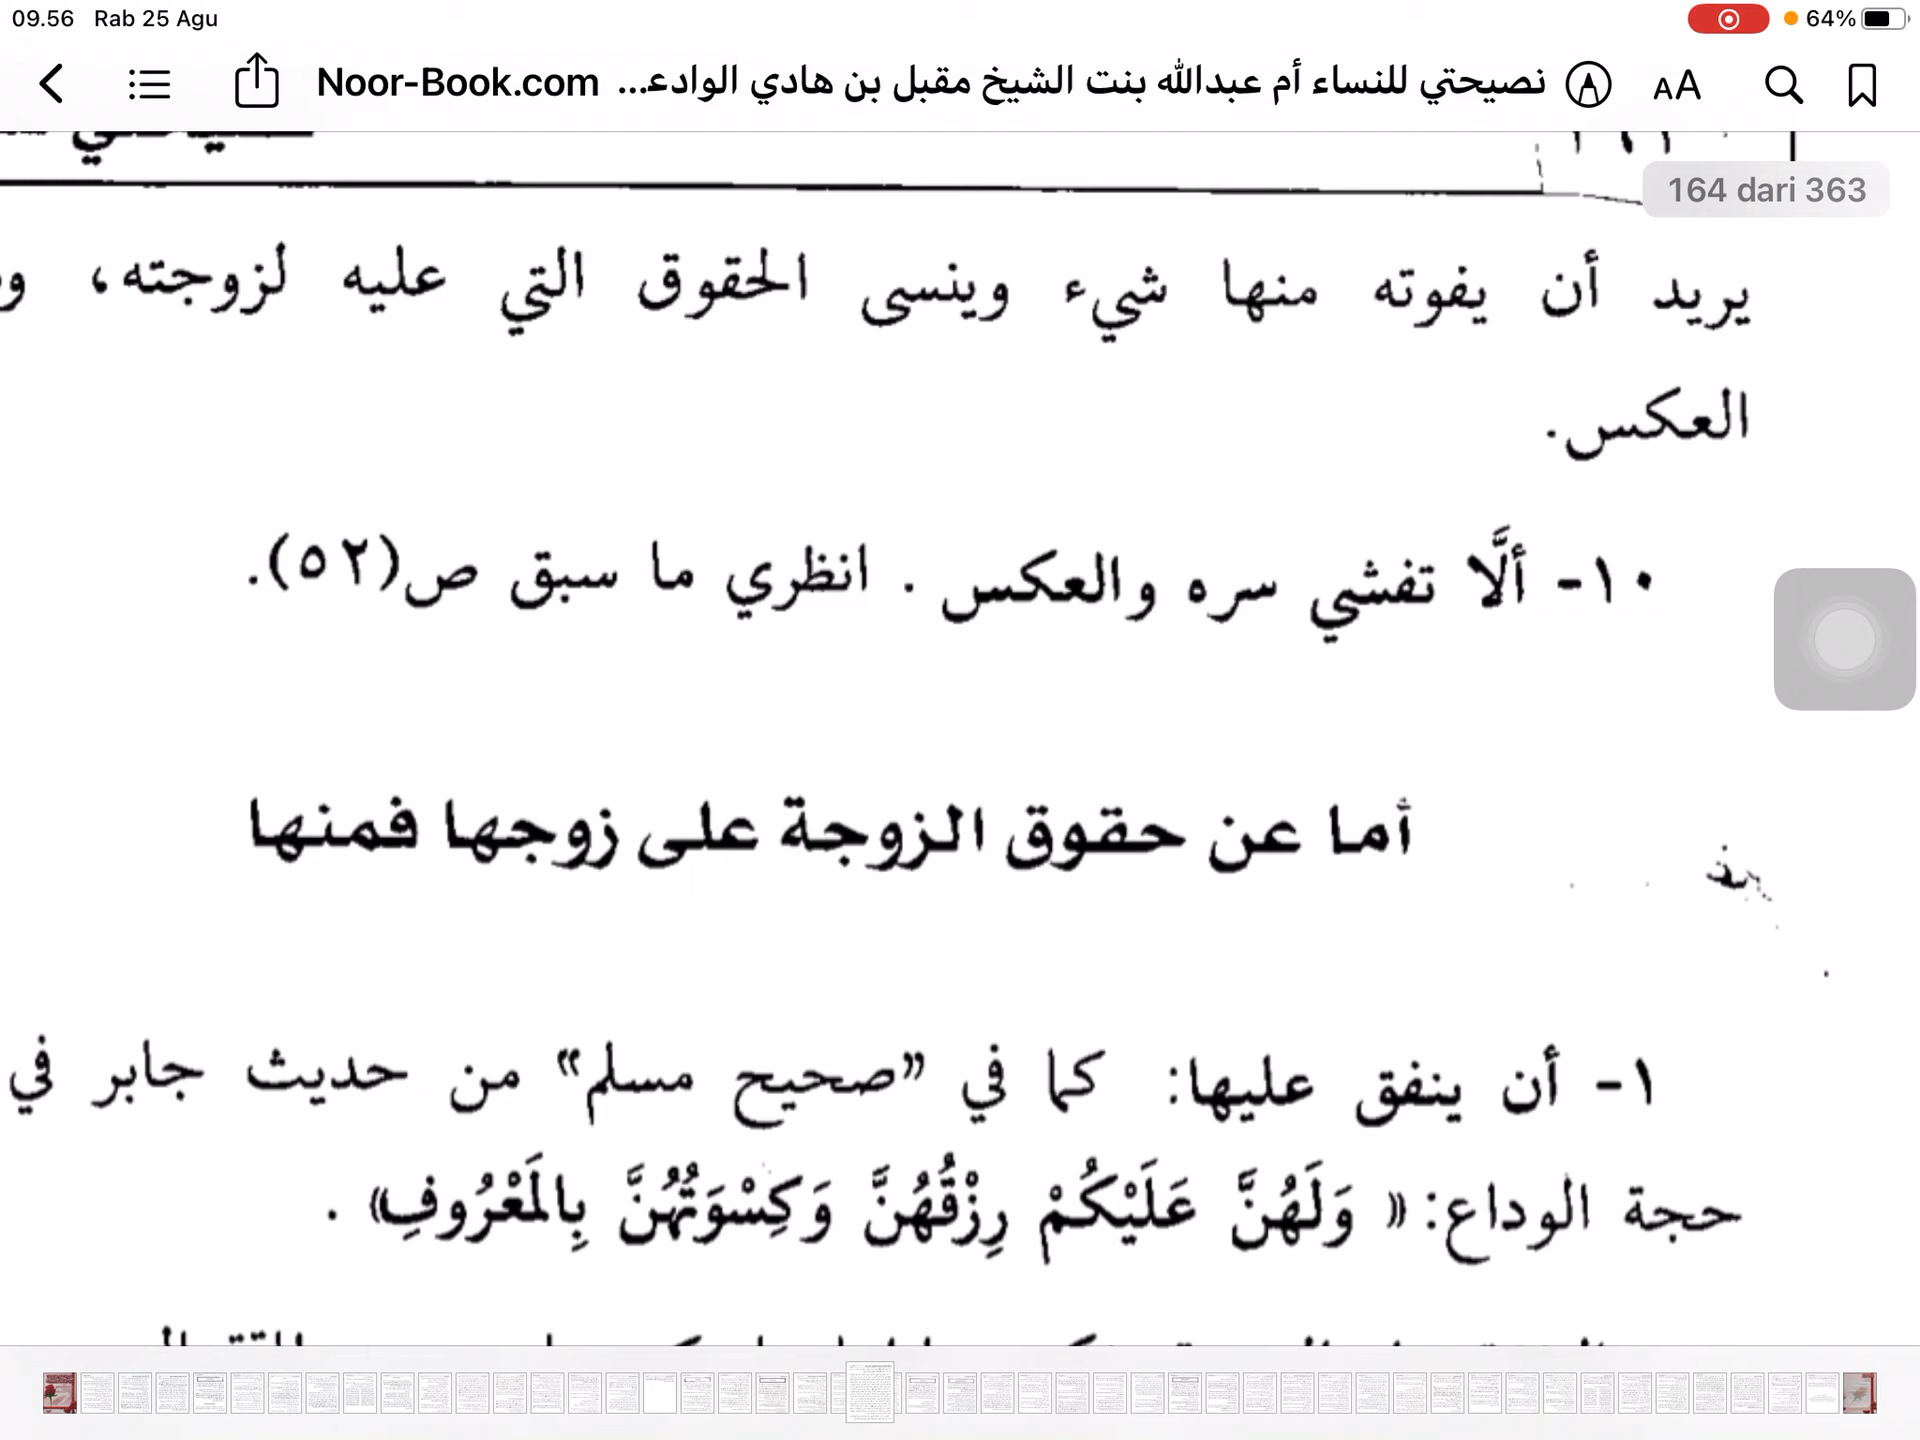 09.56 Rab 25 Agu 64%
Noor-Book.com نصيحتي للنساء أم عبدالله بنت الشيخ مقبل بن هادي الوادع...
AA
164 dari 363
يريد أن يفوته منها شيء وينسى الحقوق التي عليه لزوجته،
العكس.
١٠- ألَّا تفشي سره والعكس . انظري ما سبق ص(٥٢).
أما عن حقوق الزوجة على زوجها فمنها
١- أن ينفق عليها: كما في «صحيح مسلم» من حديث جابر في
حجة الوداع: « وَلَهُنَّ عَلَيْكُمْ رِزْقُهُنَّ وَكِسْوَتُهُنَّ بِالمَعْرُوفِ» .